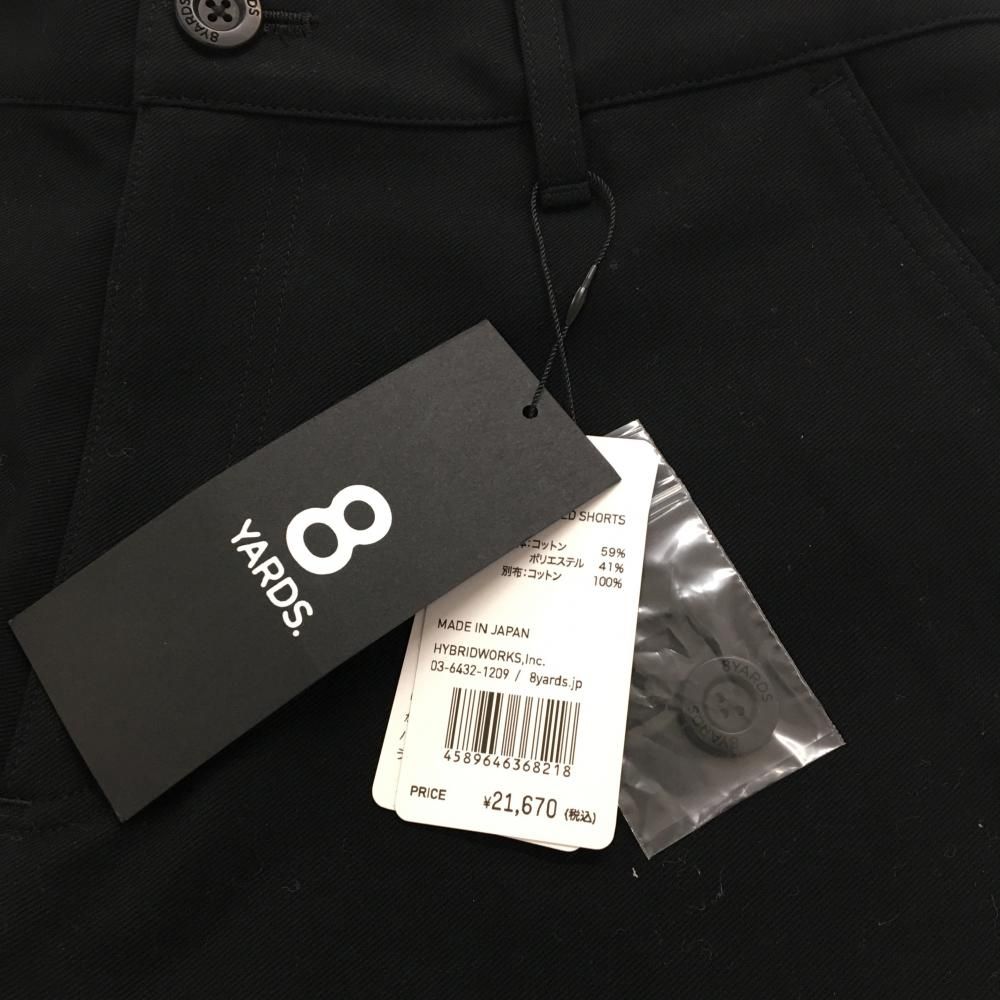 8YARDS
8
YARDS.
SHORTS
コットン 59%
ポリエステル 41%
別布:コットン 100%
MADE IN JAPAN
HYBRIDWORKS,Inc.
03-6432-1209 / 8yards.jp
4589646368218
PRICE ¥21,670 (税込)
8YARDS
8YARDS